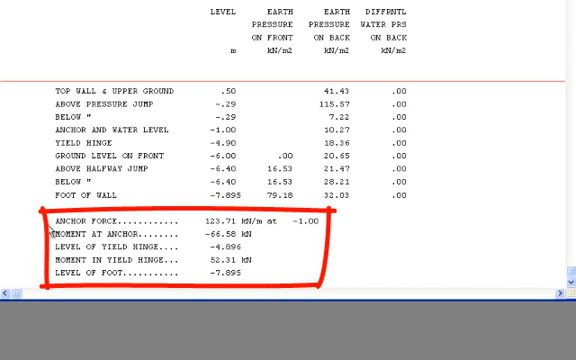 LEVEL EARTH EARTH DIFFRNTL
PRESSURE PRESSURE WATER PRS
ON FRONT ON BACK ON BACK
m kN/m2 kN/m2 kN/m2
TOP WALL & UPPER GROUND .50 41.43 .00
ABOVE PRESSURE JUMP -.29 115.57 .00
BELOW " -.29 7.22 .00
ANCHOR AND WATER LEVEL -1.00 10.27 .00
YIELD HINGE -4.90 18.36 .00
GROUND LEVEL ON FRONT -6.00 .00 20.65 .00
ABOVE HALFWAY JUMP -6.40 16.53 21.47 .00
BELOW " -6.40 16.53 28.21 .00
FOOT OF WALL -7.895 79.18 32.03 .00
ANCHOR FORCE........... 123.71 kN/m at -1.00
MOMENT AT ANCHOR....... -66.58 kN
LEVEL OF YIELD HINGE... -4.896
MOMENT IN YIELD HINGE... 52.31 kN
LEVEL OF FOOT.......... -7.895